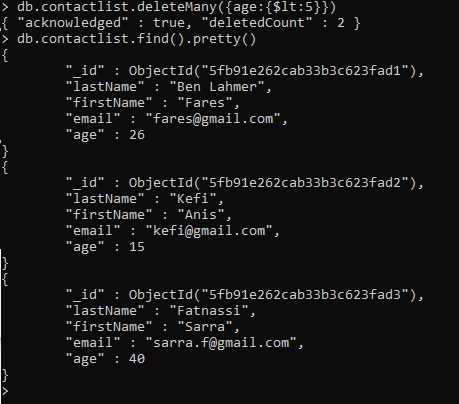 > db.contactlist.deleteMany({age:{$lt:5}})
{ "acknowledged" : true, "deletedCount" : 2 }
> db.contactlist.find().pretty()
{
        "_id" : ObjectId("5fb91e262cab33b3c623fad1"),
        "lastName" : "Ben Lahmer",
        "firstName" : "Fares",
        "email" : "fares@gmail.com",
        "age" : 26
}
{
        "_id" : ObjectId("5fb91e262cab33b3c623fad2"),
        "lastName" : "Kefi",
        "firstName" : "Anis",
        "email" : "kefi@gmail.com",
        "age" : 15
}
{
        "_id" : ObjectId("5fb91e262cab33b3c623fad3"),
        "lastName" : "Fatnassi",
        "firstName" : "Sarra",
        "email" : "sarra.f@gmail.com",
        "age" : 40
}
>